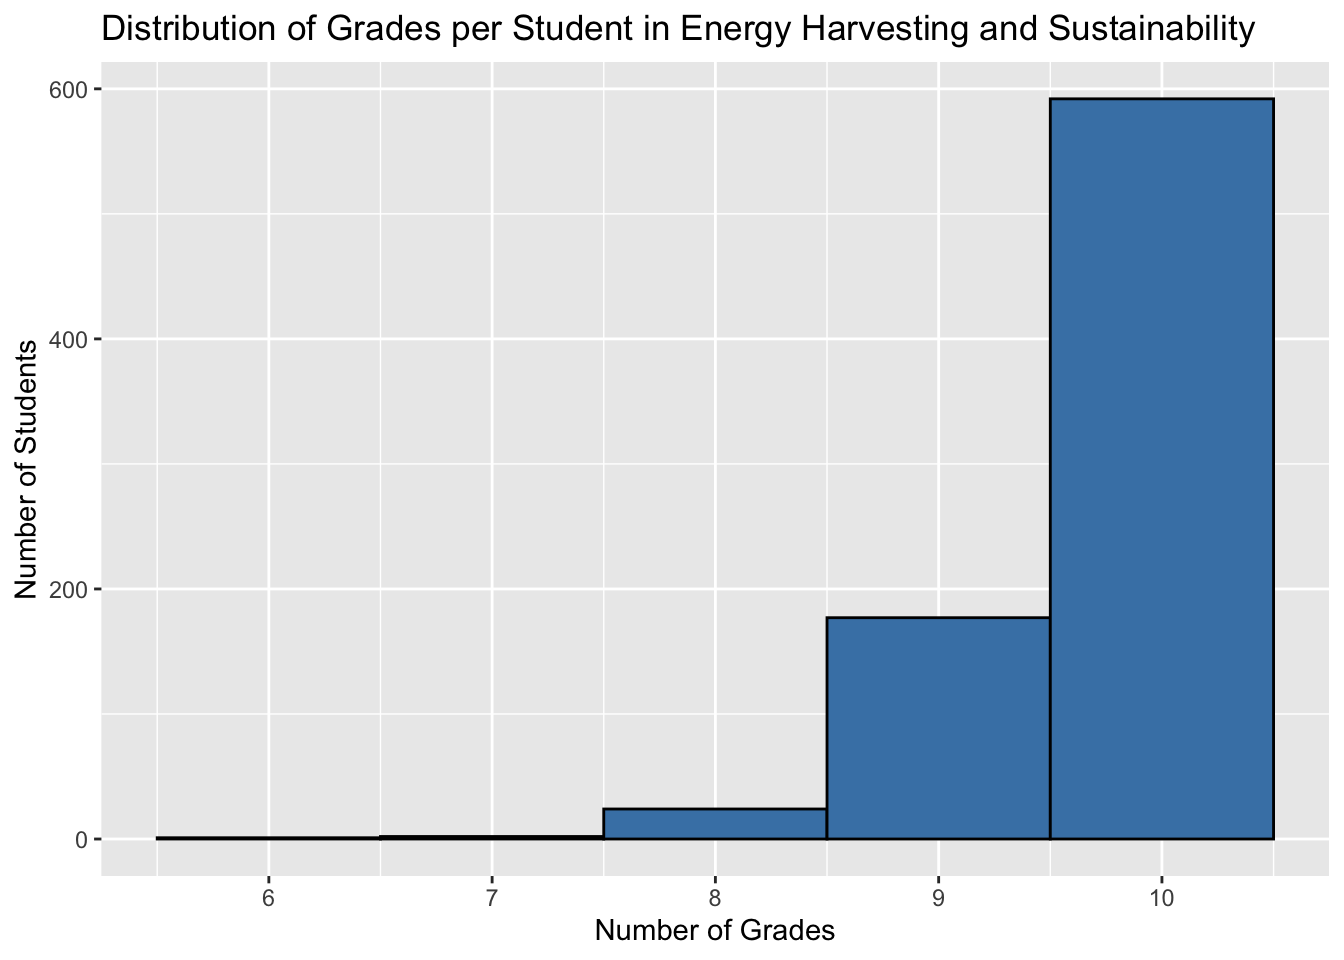 Distribution of Grades per Student in Energy Harvesting and Sustainability
Number of Students
600
400
200
0
6 7 8 9 10
Number of Grades